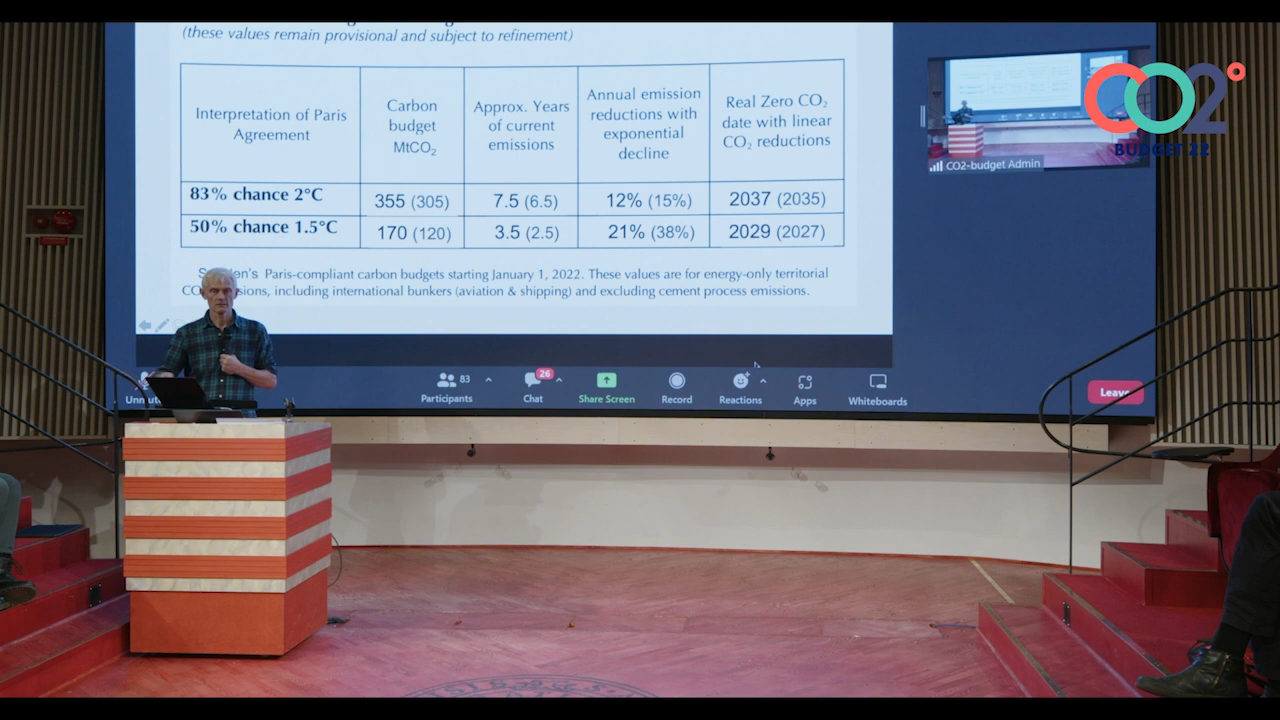 (these values remain provisional and subject to refinement)
Interpretation of Paris
Agreement
Carbon
budget
MtCO₂
Approx. Years
of current
emissions
Annual emission
reductions with
exponential
decline
Real Zero CO₂
date with linear
CO₂ reductions
83% chance 2°C
355 (305)
7.5 (6.5)
12% (15%)
2037 (2035)
50% chance 1.5°C
170 (120)
3.5 (2.5)
21% (38%)
2029 (2027)
Paris-compliant carbon budgets starting January 1, 2022. These values are for energy-only territorial
including international bunkers (aviation & shipping) and excluding cement process emissions.
CO2°
BUDGET 22
CO2-budget Admin
83
26
Participants
Chat
Share Screen
Record
Reactions
Apps
Whiteboards
Leave